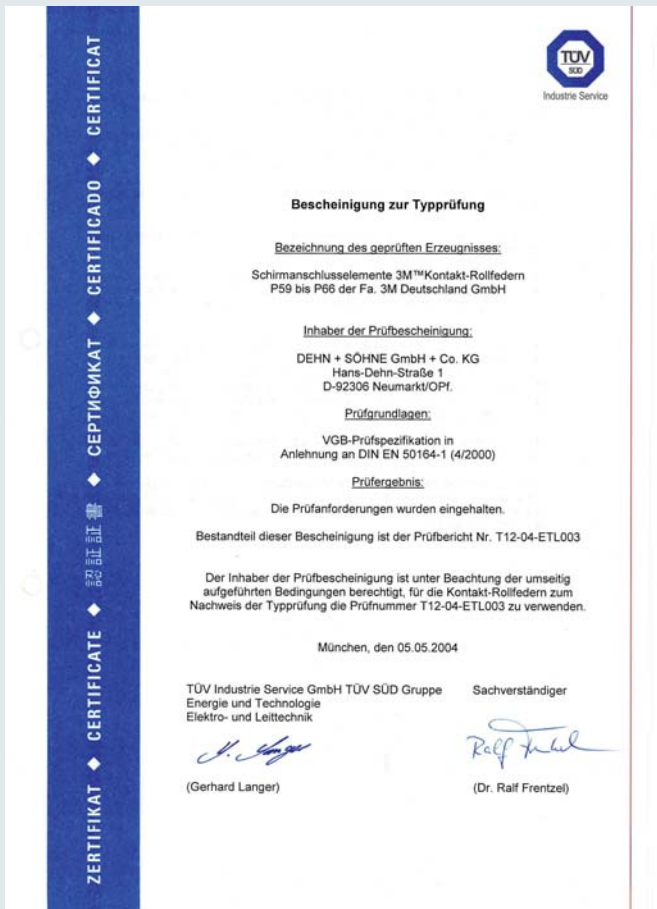 ZERTIFIKAT ◆ CERTIFICATE ◆ 認証証書 ◆ СЕРТИФИКАТ ◆ CERTIFICADO ◆ CERTIFICAT
TÜV
SÜD
Industrie Service
Bescheinigung zur Typprüfung
Bezeichnung des geprüften Erzeugnisses:
Schirmanschlusselemente 3M™Kontakt-Rollfedern
P59 bis P66 der Fa. 3M Deutschland GmbH
Inhaber der Prüfbescheinigung:
DEHN + SÖHNE GmbH + Co. KG
Hans-Dehn-Straße 1
D-92306 Neumarkt/OPf.
Prüfgrundlagen:
VGB-Prüfspezifikation in
Anlehnung an DIN EN 50164-1 (4/2000)
Prüfergebnis:
Die Prüfanforderungen wurden eingehalten.
Bestandteil dieser Bescheinigung ist der Prüfbericht Nr. T12-04-ETL003
Der Inhaber der Prüfbescheinigung ist unter Beachtung der umseitig
aufgeführten Bedingungen berechtigt, für die Kontakt-Rollfedern zum
Nachweis der Typprüfung die Prüfnummer T12-04-ETL003 zu verwenden.
München, den 05.05.2004
TÜV Industrie Service GmbH TÜV SÜD Gruppe
Energie und Technologie
Elektro- und Leittechnik
Sachverständiger
G. Langer
Ralf Frentzel
(Gerhard Langer)
(Dr. Ralf Frentzel)